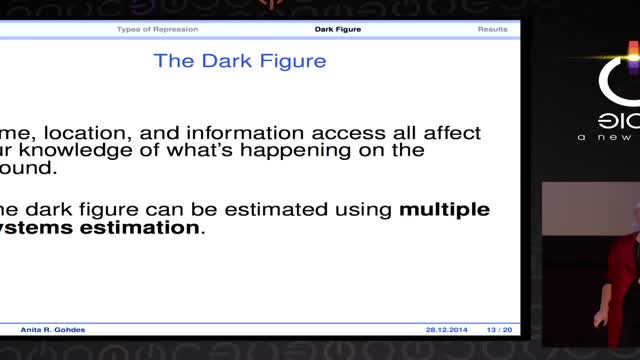 Types of Repression Dark Figure Results
The Dark Figure
me, location, and information access all affect
ur knowledge of what's happening on the
ound.
he dark figure can be estimated using multiple
ystems estimation.
Anita R. Gohdes 28.12.2014 13 / 20
a new